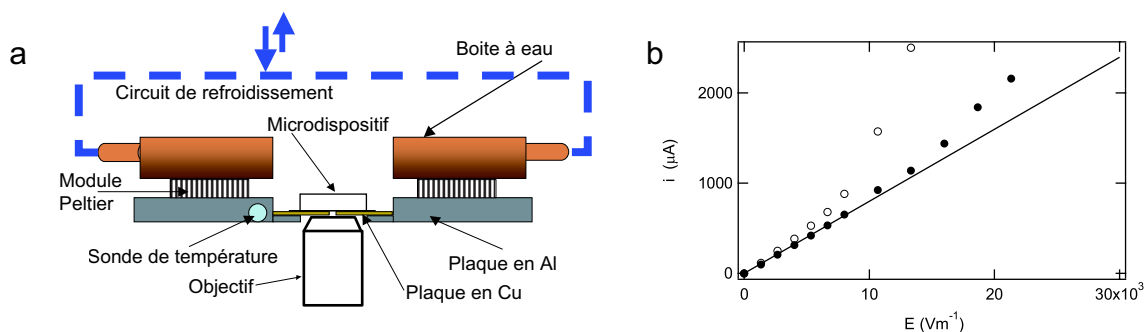 a
Circuit de refroidissement
Boite à eau
Microdispositif
Module
Peltier
Sonde de température
Objectif
Plaque en Al
Plaque en Cu
b
i (µA)
2000
1000
0
0
10
20
30x10³
E (Vm⁻¹)